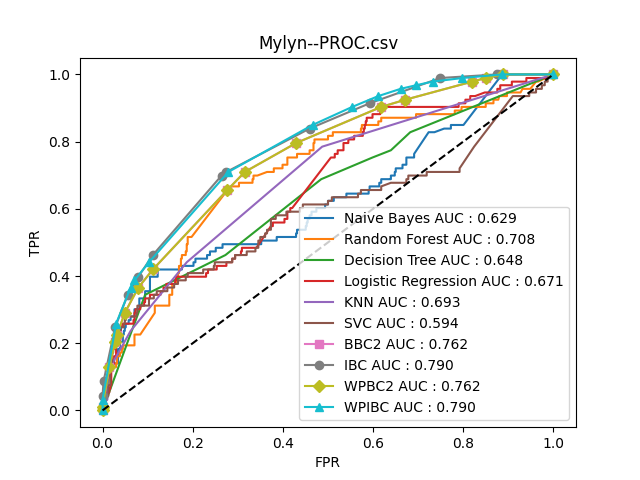 Mylyn--PROC.csv
TPR
1.0
0.8
0.6
0.4
0.2
0.0
Naive Bayes AUC : 0.629
Random Forest AUC : 0.708
Decision Tree AUC : 0.648
Logistic Regression AUC : 0.671
KNN AUC : 0.693
SVC AUC : 0.594
BBC2 AUC : 0.762
IBC AUC : 0.790
WPBC2 AUC : 0.762
WPIBC AUC : 0.790
0.0 0.2 0.4 0.6 0.8 1.0
FPR